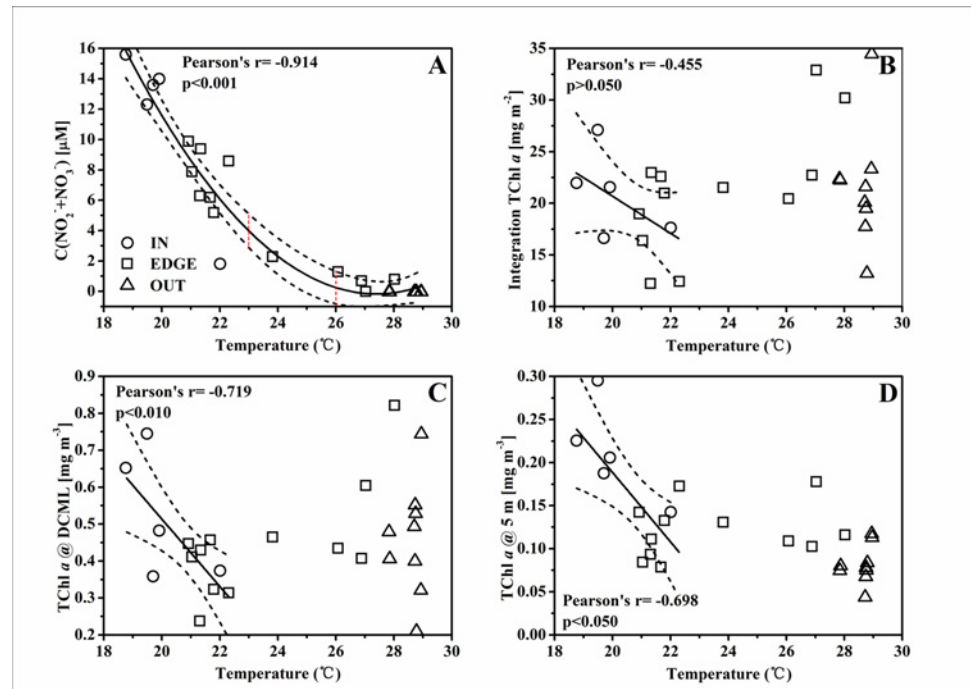 16
14
12
10
8
6
4
2
0
C(NO₂⁻+NO₃⁻) [μM]
Pearson's r= -0.914
p<0.001
A
IN
EDGE
OUT
18 20 22 24 26 28 30
Temperature (℃)
35
30
25
20
15
10
Integration TChl a [mg m⁻²]
Pearson's r= -0.455
p>0.050
B
18 20 22 24 26 28 30
Temperature (℃)
0.9
0.8
0.7
0.6
0.5
0.4
0.3
0.2
TChl a @ DCML [mg m⁻³]
Pearson's r= -0.719
p<0.010
C
18 20 22 24 26 28 30
Temperature (℃)
0.30
0.25
0.20
0.15
0.10
0.05
0.00
TChl a @ 5 m [mg m⁻³]
D
Pearson's r= -0.698
p<0.050
18 20 22 24 26 28 30
Temperature (℃)